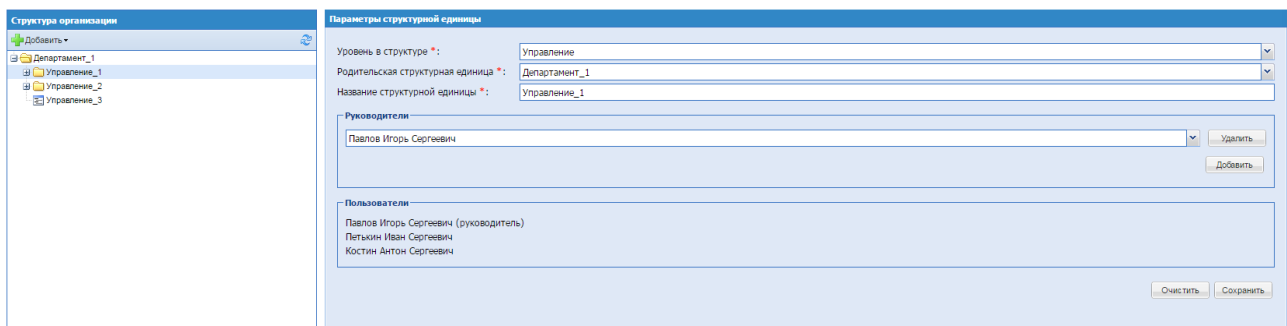 Структура организации
Добавить
Департамент_1
Управление_1
Управление_2
Управление_3
Параметры структурной единицы
Уровень в структуре *: Управление
Родительская структурная единица *: Департамент_1
Название структурной единицы *: Управление_1
Руководители
Павлов Игорь Сергеевич Удалить
Добавить
Пользователи
Павлов Игорь Сергеевич (руководитель)
Петькин Иван Сергеевич
Костин Антон Сергеевич
Очистить Сохранить